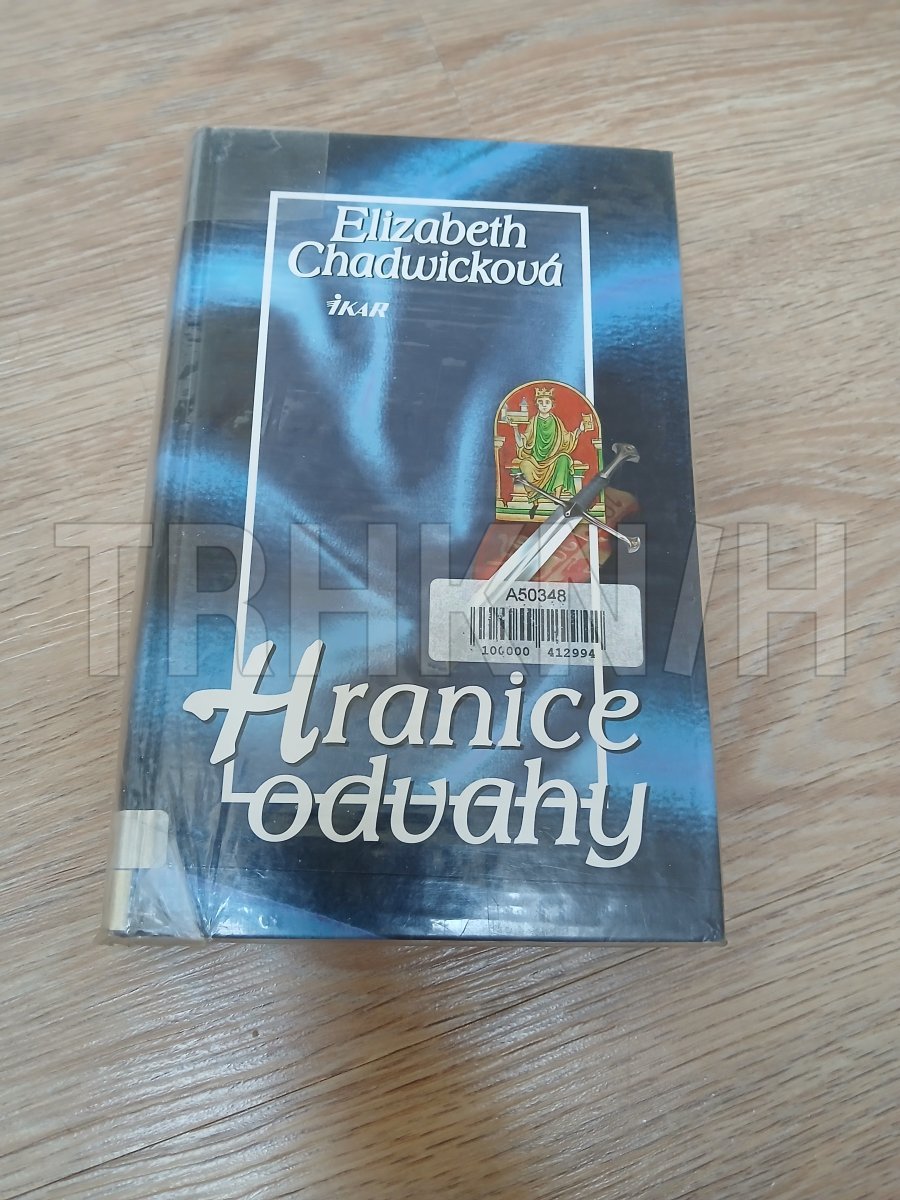 Elizabeth
Chadwicková
IKAR
A50348
100000 412994
Hranice
odvahy
TRHKNIH